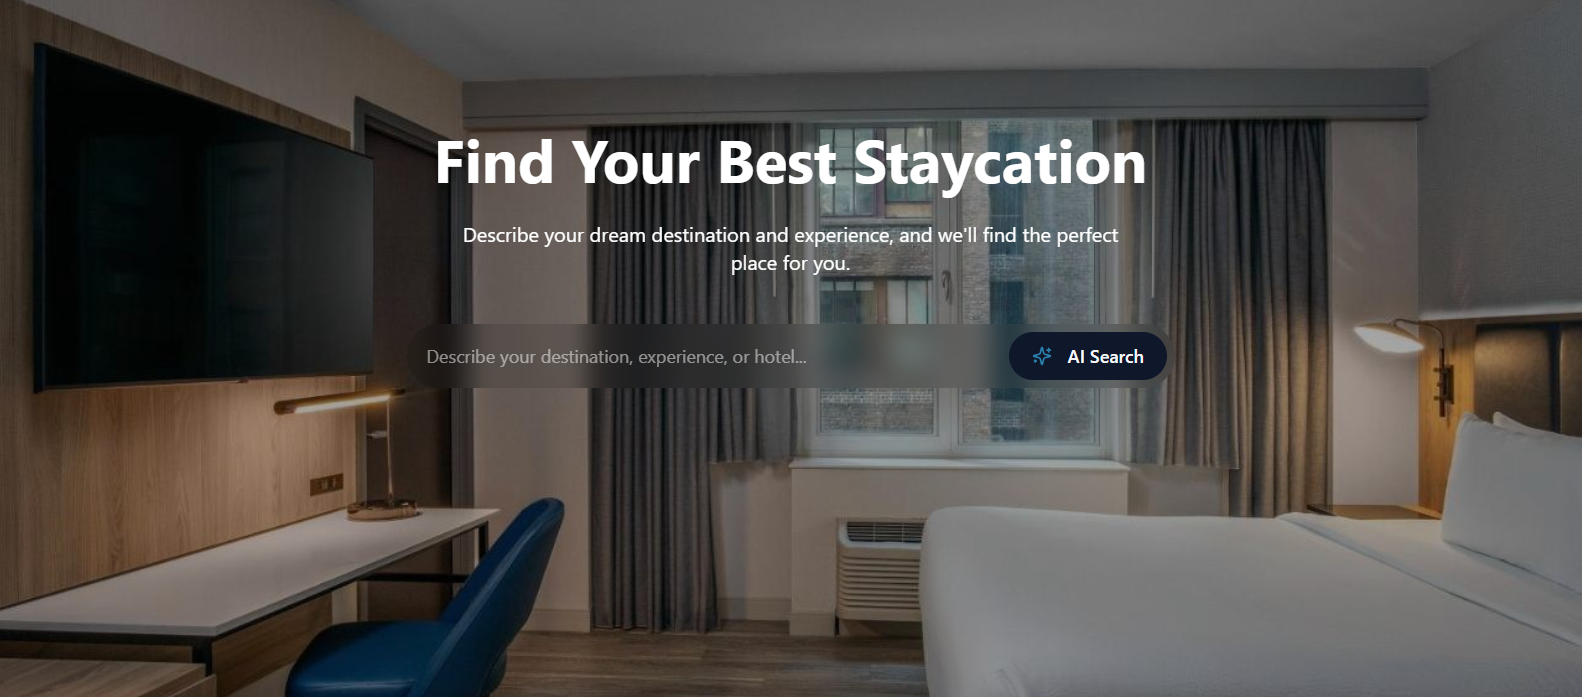 Find Your Best Staycation
Describe your dream destination and experience, and we'll find the perfect
place for you.
Describe your destination, experience, or hotel...
AI Search